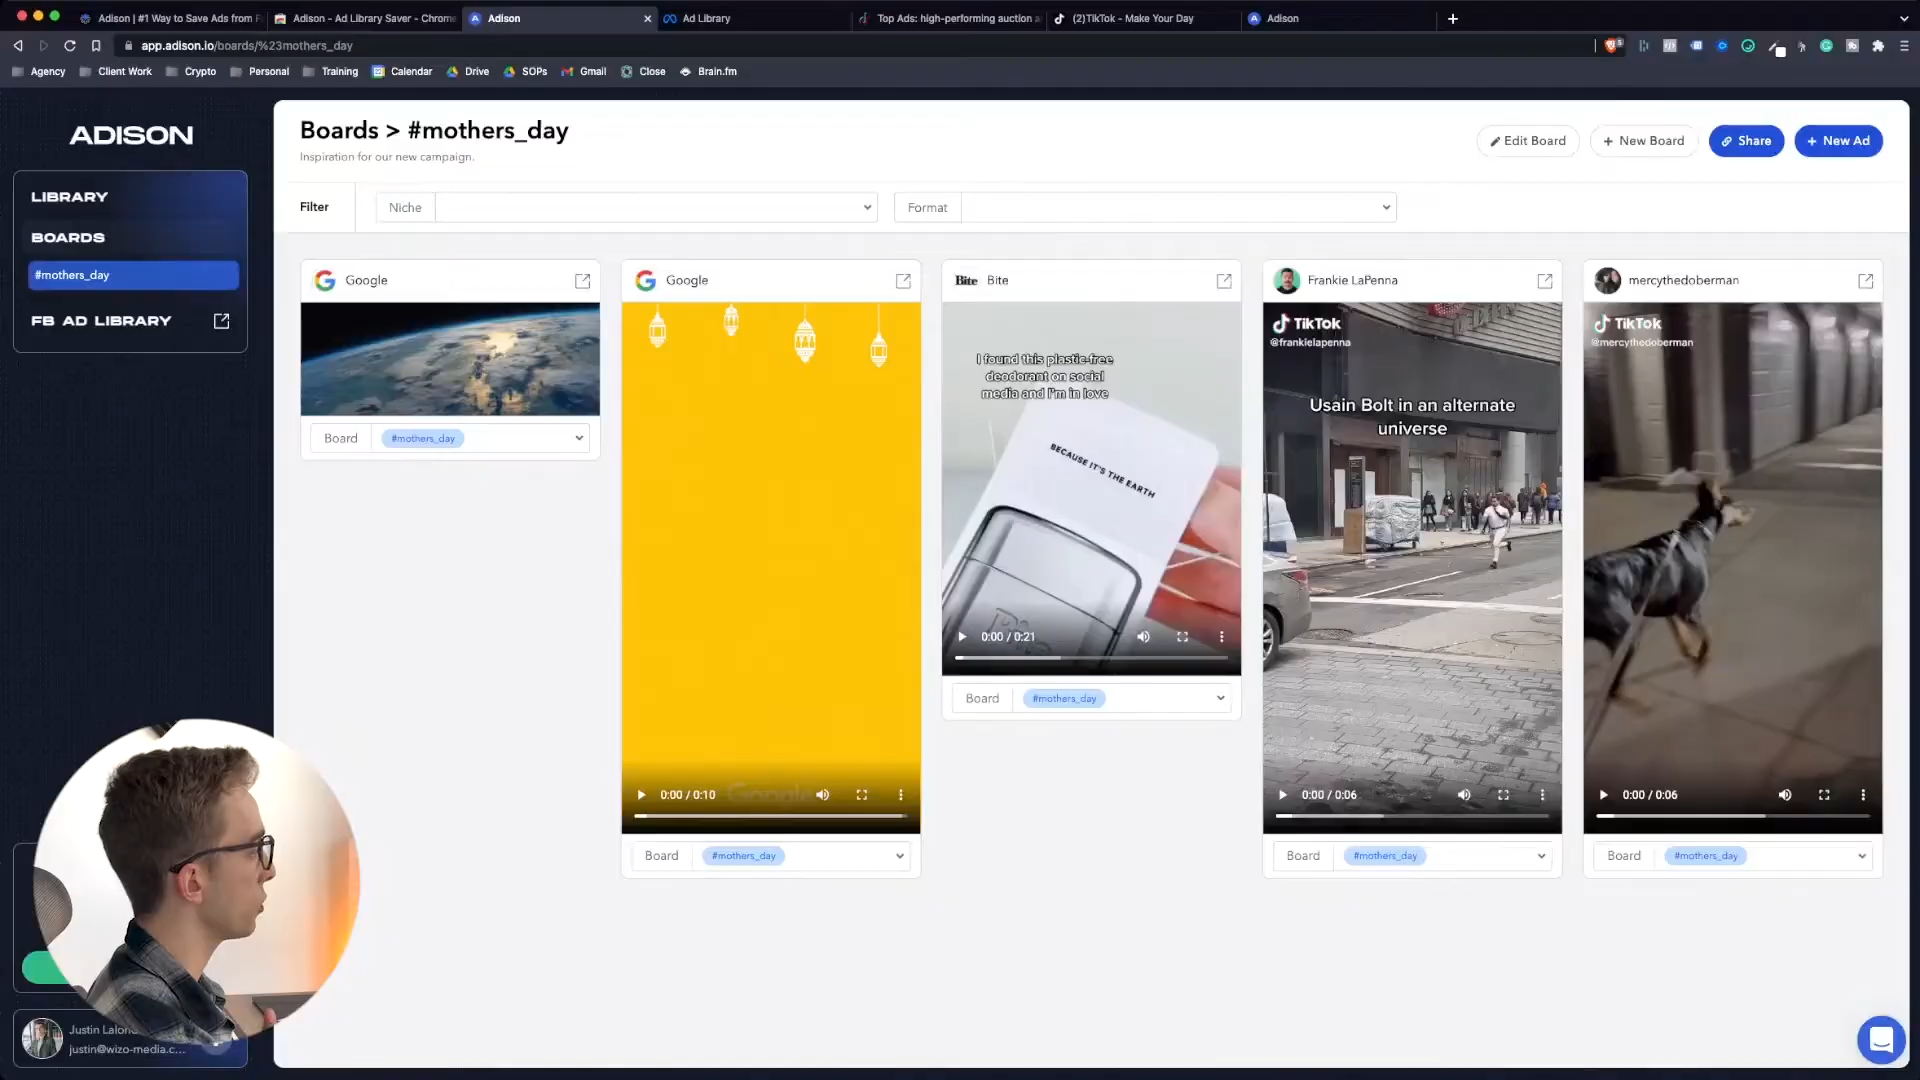 Adison | #1 Way to Save Ads from F
Adison - Ad Library Saver - Chrome
Adison
Ad Library
Top Ads: high-performing auction a
(2)TikTok - Make Your Day
Adison
app.adison.io/boards/%23mothers_day
Agency
Client Work
Crypto
Personal
Training
Calendar
Drive
SOPs
Gmail
Close
Brain.fm
ADISON
LIBRARY
BOARDS
#mothers_day
FB AD LIBRARY
Boards > #mothers_day
Inspiration for our new campaign.
Edit Board
+ New Board
Share
+ New Ad
Filter
Niche
Format
Google
Board
#mothers_day
Google
0:00 / 0:10
Google
Board
#mothers_day
Bite
Bite
I found this plastic-free
deodorant on social
media and I'm in love
BECAUSE IT'S THE EARTH
0:00 / 0:21
Board
#mothers_day
Frankie LaPenna
TikTok
@frankielapenna
Usain Bolt in an alternate
universe
0:00 / 0:06
Board
#mothers_day
mercythedoberman
TikTok
@mercythedoberman
0:00 / 0:06
Board
#mothers_day
Justin Lalon
justin@wizo-media.c...